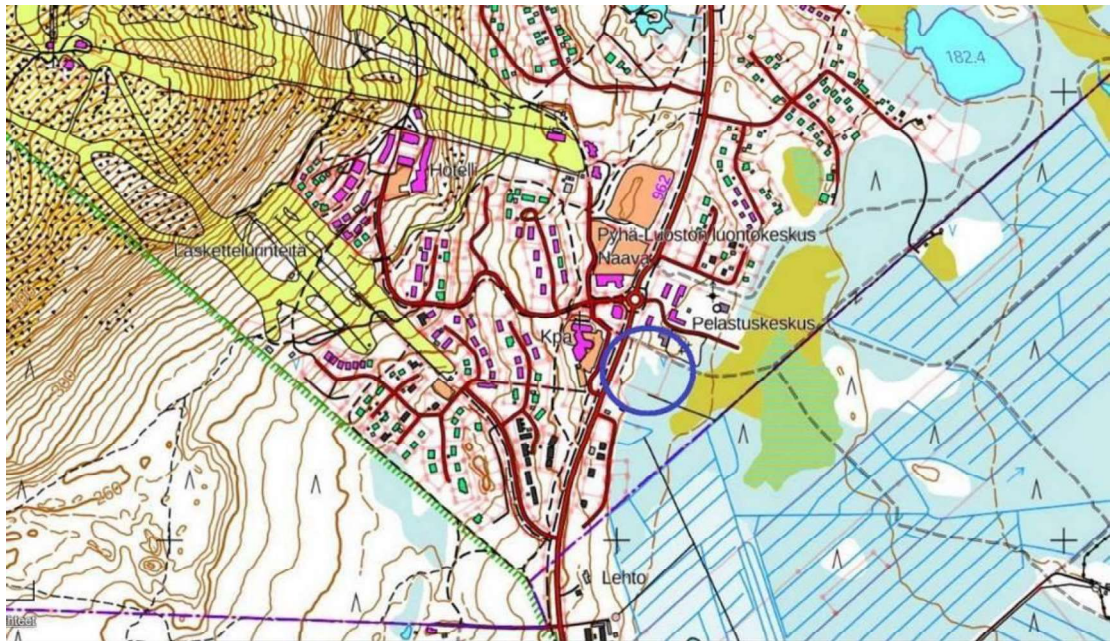 182.4
Hotelli
962
Pyhä-Luoston luontokeskus
Naava
Laskettelurinteitä
Pelastuskeskus
Kpa
260
Lehto